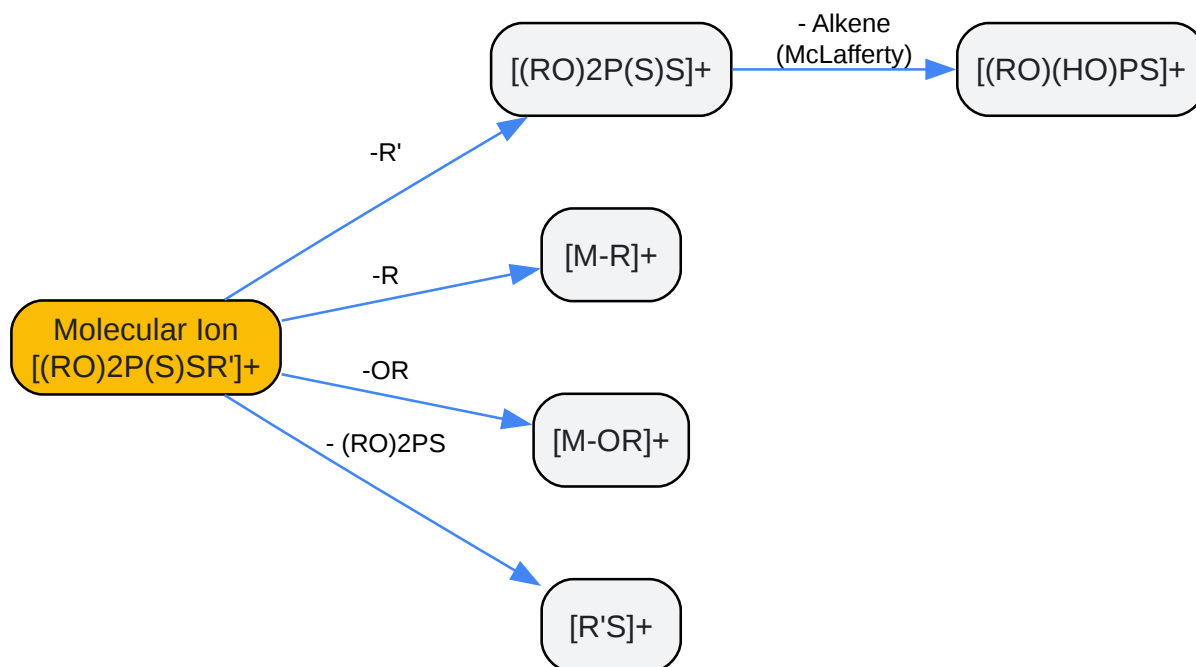 - Alkene
(McLafferty)
[(RO)2P(S)S]+
[(RO)(HO)PS]+
-R'
[M-R]+
-R
Molecular Ion
[(RO)2P(S)SR']+
-OR
[M-OR]+
- (RO)2PS
[R'S]+